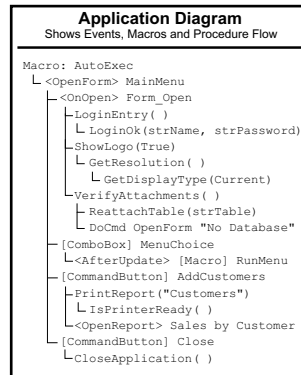 Application Diagram
Shows Events, Macros and Procedure Flow
Macro: AutoExec
<OpenForm> MainMenu
<OnOpen> Form_Open
LoginEntry( )
LoginOk(strName, strPassword)
ShowLogo(True)
GetResolution( )
GetDisplayType(Current)
VerifyAttachments( )
ReattachTable(strTable)
DoCmd OpenForm "No Database"
[ComboBox] MenuChoice
<AfterUpdate> [Macro] RunMenu
[CommandButton] AddCustomers
PrintReport("Customers")
IsPrinterReady( )
<OpenReport> Sales by Customer
[CommandButton] Close
CloseApplication( )